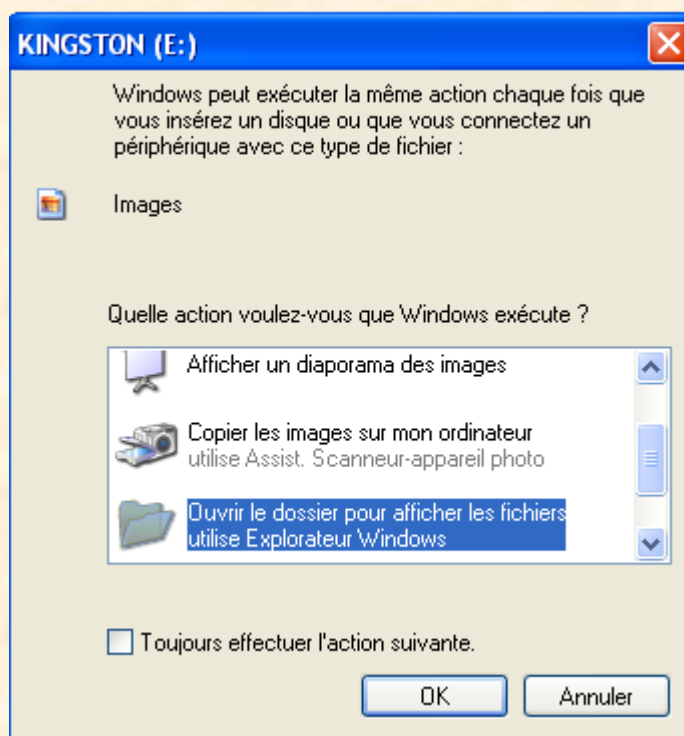 KINGSTON (E:)
Windows peut exécuter la même action chaque fois que
vous insérez un disque ou que vous connectez un
périphérique avec ce type de fichier :
Images
Quelle action voulez-vous que Windows exécute ?
Afficher un diaporama des images
Copier les images sur mon ordinateur
utilise Assist. Scanneur-appareil photo
Ouvrir le dossier pour afficher les fichiers
utilise Explorateur Windows
Toujours effectuer l'action suivante.
OK
Annuler